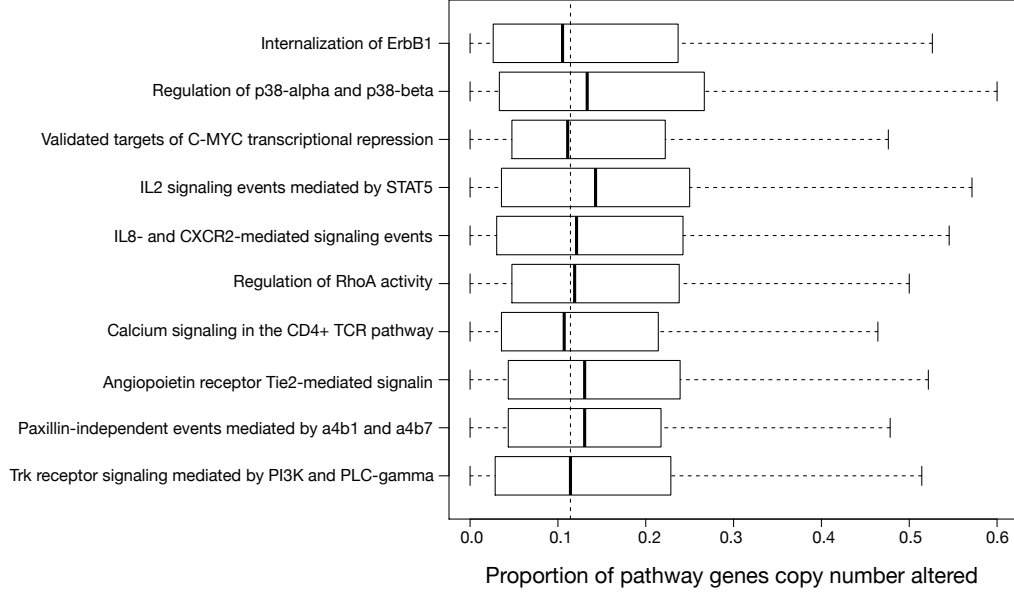 Internalization of ErbB1
Regulation of p38-alpha and p38-beta
Validated targets of C-MYC transcriptional repression
IL2 signaling events mediated by STAT5
IL8- and CXCR2-mediated signaling events
Regulation of RhoA activity
Calcium signaling in the CD4+ TCR pathway
Angiopoietin receptor Tie2-mediated signalin
Paxillin-independent events mediated by a4b1 and a4b7
Trk receptor signaling mediated by PI3K and PLC-gamma
0.0 0.1 0.2 0.3 0.4 0.5 0.6
Proportion of pathway genes copy number altered